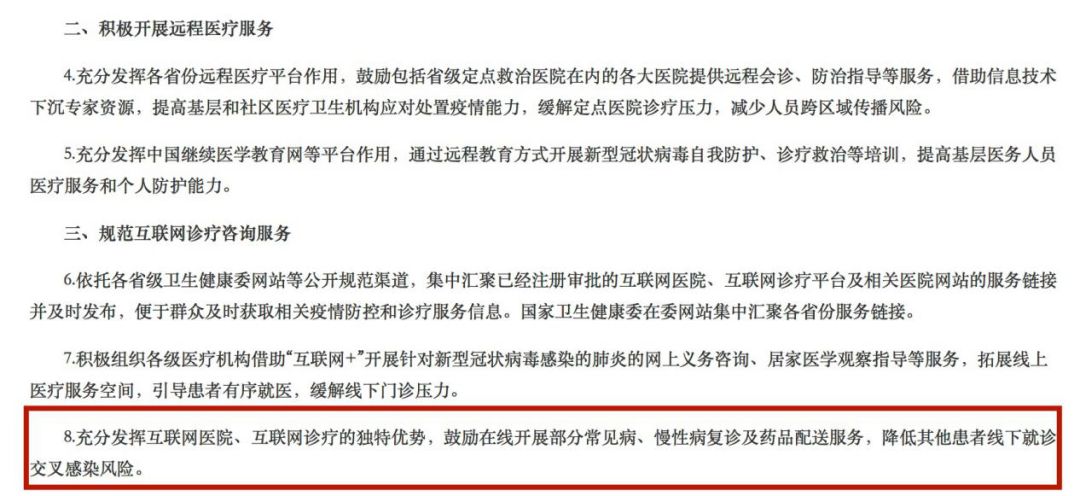 二、积极开展远程医疗服务
4.充分发挥各省份远程医疗平台作用，鼓励包括省级定点救治医院在内的各大医院提供远程会诊、防治指导等服务，借助信息技术
下沉专家资源，提高基层和社区医疗卫生机构应对处置疫情能力，缓解定点医院诊疗压力，减少人员跨区域传播风险。
5.充分发挥中国继续医学教育网等平台作用，通过远程教育方式开展新型冠状病毒自我防护、诊疗救治等培训，提高基层医务人员
医疗服务和个人防护能力。
三、规范互联网诊疗咨询服务
6.依托各省级卫生健康委网站等公开规范渠道，集中汇聚已经注册审批的互联网医院、互联网诊疗平台及相关医院网站的服务链接
并及时发布，便于群众及时获取相关疫情防控和诊疗服务信息。国家卫生健康委在委网站集中汇聚各省份服务链接。
7.积极组织各级医疗机构借助“互联网+”开展针对新型冠状病毒感染的肺炎的网上义务咨询、居家医学观察指导等服务，拓展线上
医疗服务空间，引导患者有序就医，缓解线下门诊压力。
8.充分发挥互联网医院、互联网诊疗的独特优势，鼓励在线开展部分常见病、慢性病复诊及药品配送服务，降低其他患者线下就诊
交叉感染风险。